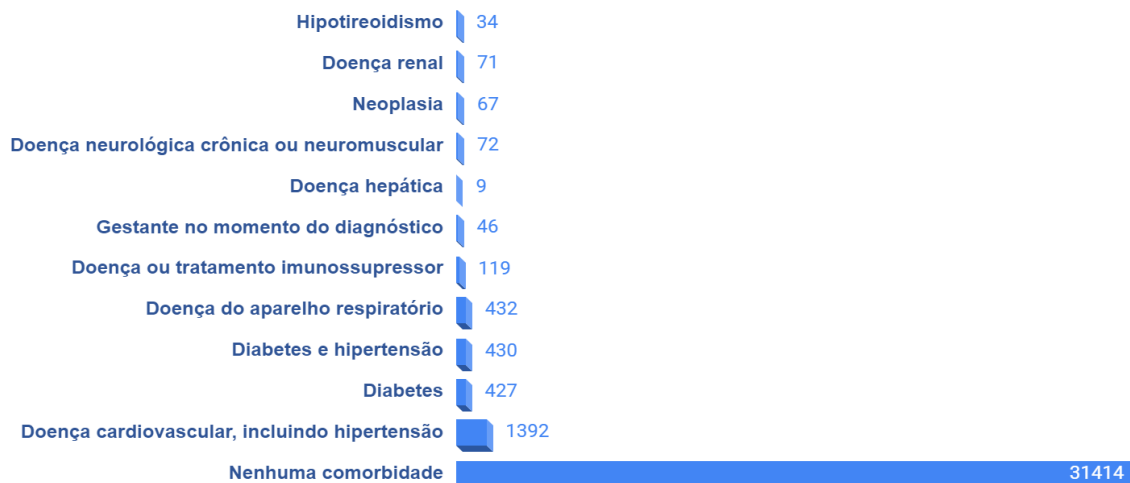 Hipotireoidismo 34
Doença renal 71
Neoplasia 67
Doença neurológica crônica ou neuromuscular 72
Doença hepática 9
Gestante no momento do diagnóstico 46
Doença ou tratamento imunossupressor 119
Doença do aparelho respiratório 432
Diabetes e hipertensão 430
Diabetes 427
Doença cardiovascular, incluindo hipertensão 1392
Nenhuma comorbidade 31414